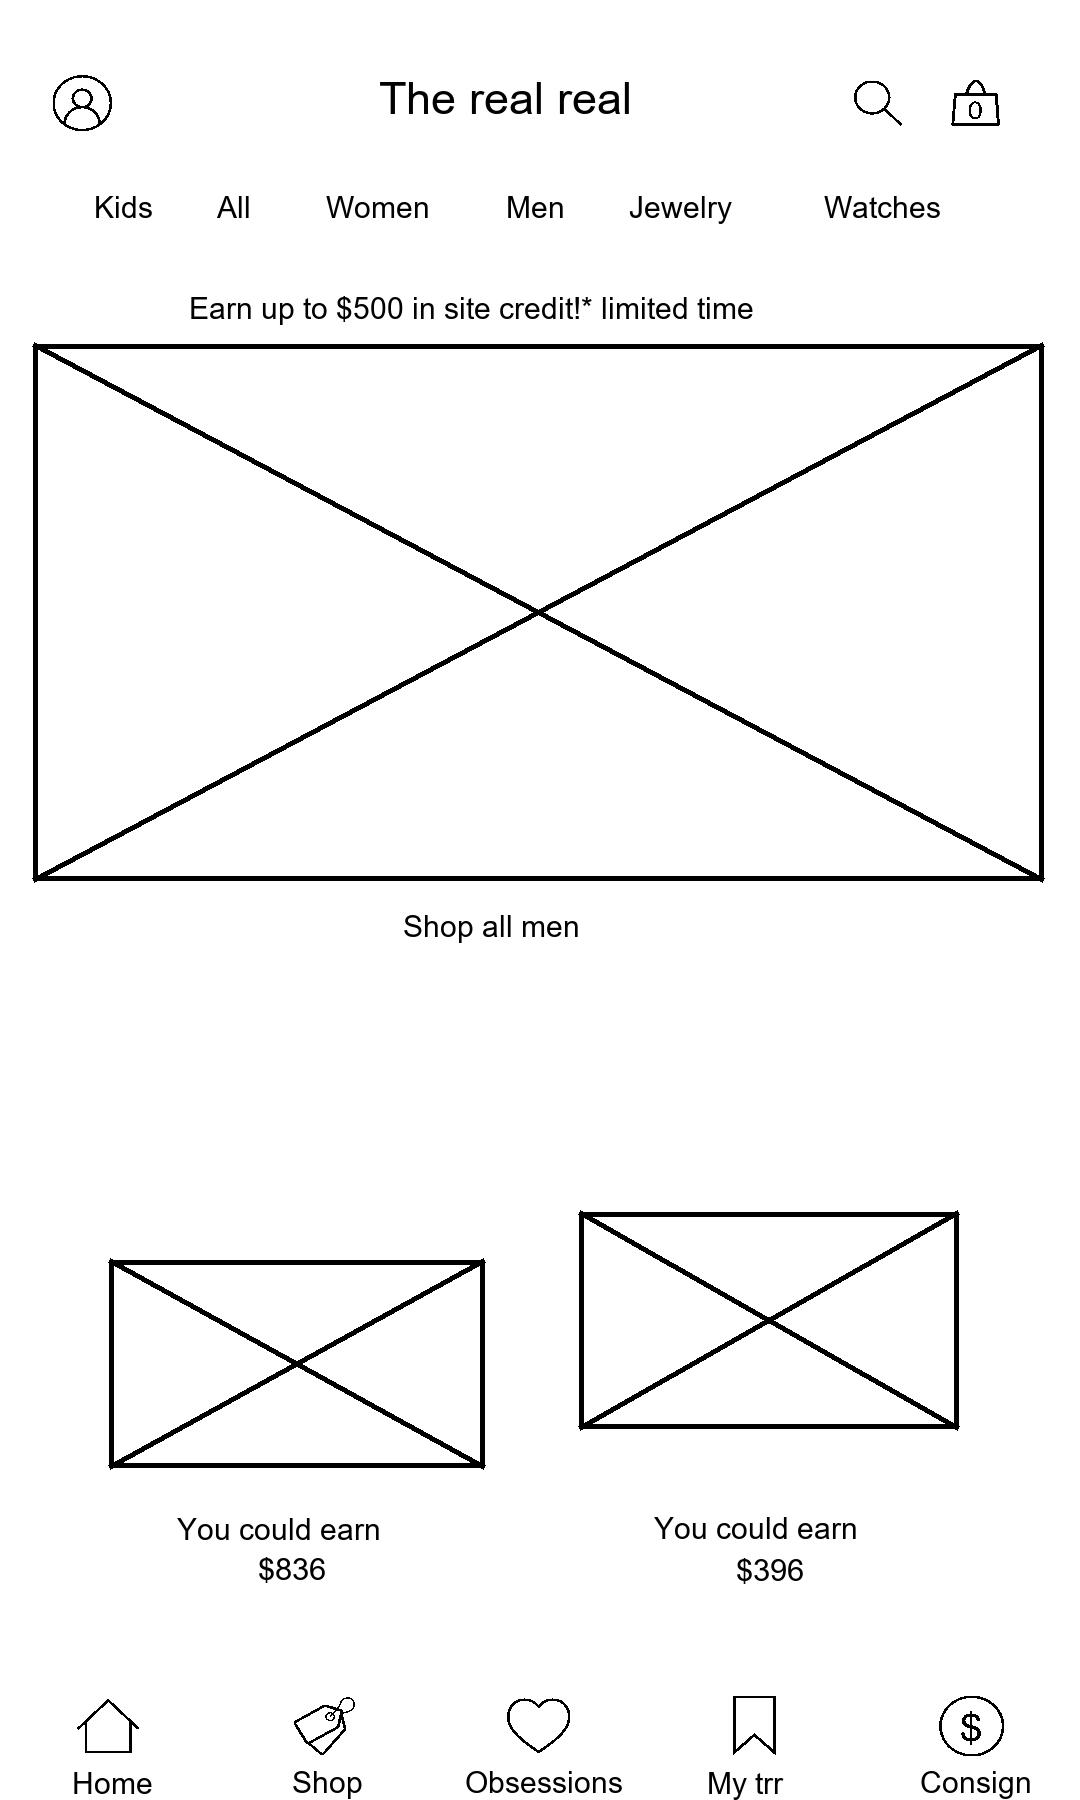 The real real
0
Kids All Women Men Jewelry Watches
Earn up to $500 in site credit!* limited time
Shop all men
You could earn
$836
You could earn
$396
$
Home Shop Obsessions My trr Consign